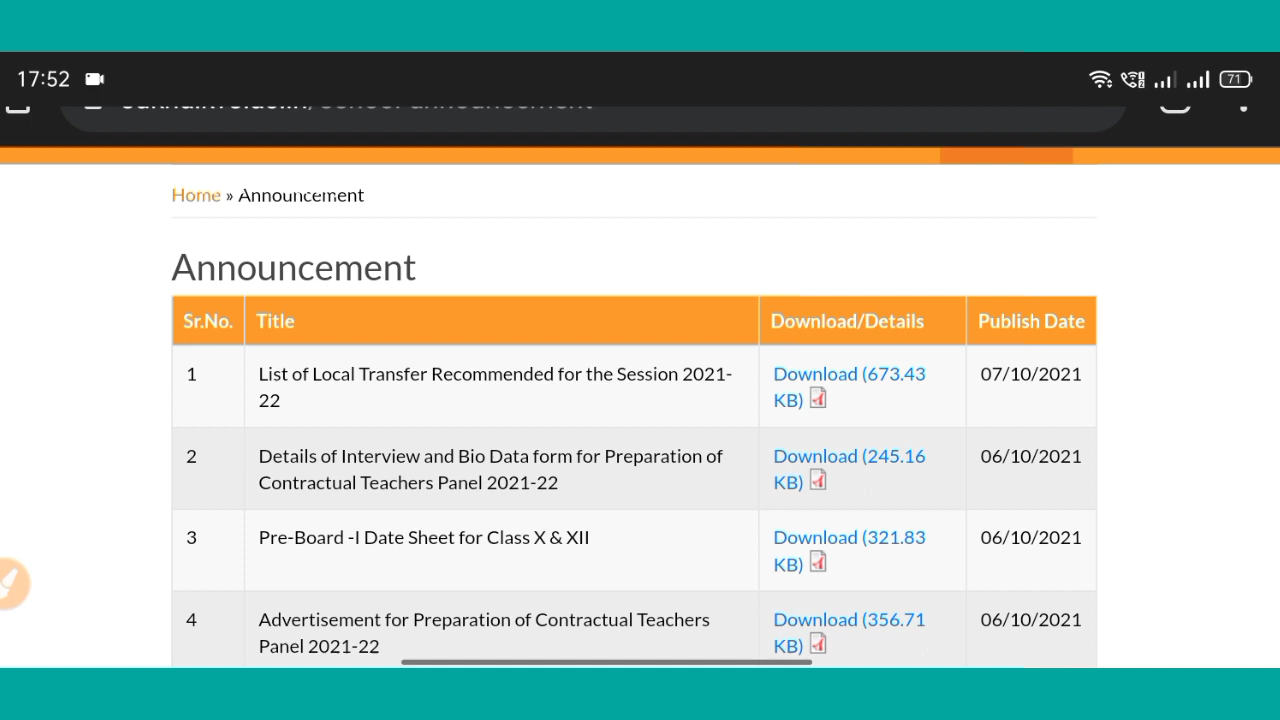 17:52
71
Home » Announcement
Announcement
Sr.No. Title Download/Details Publish Date
1 List of Local Transfer Recommended for the Session 2021- Download (673.43 07/10/2021
22 KB)
2 Details of Interview and Bio Data form for Preparation of Download (245.16 06/10/2021
Contractual Teachers Panel 2021-22 KB)
3 Pre-Board -I Date Sheet for Class X & XII Download (321.83 06/10/2021
KB)
4 Advertisement for Preparation of Contractual Teachers Download (356.71 06/10/2021
Panel 2021-22 KB)